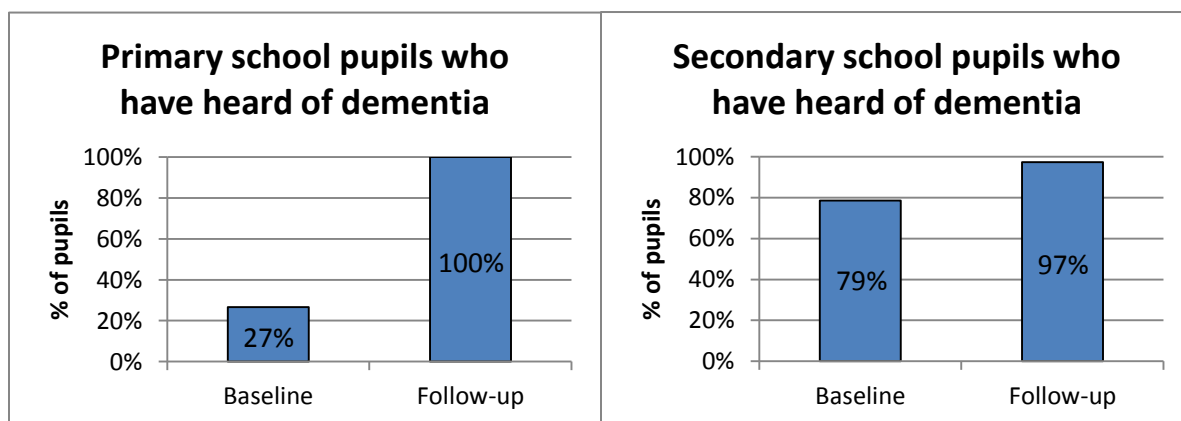 Primary school pupils who
have heard of dementia
100%
80%
60%
40%
20%
0%
% of pupils
27%
100%
Baseline
Follow-up
Secondary school pupils who
have heard of dementia
100%
80%
60%
40%
20%
0%
% of pupils
79%
97%
Baseline
Follow-up